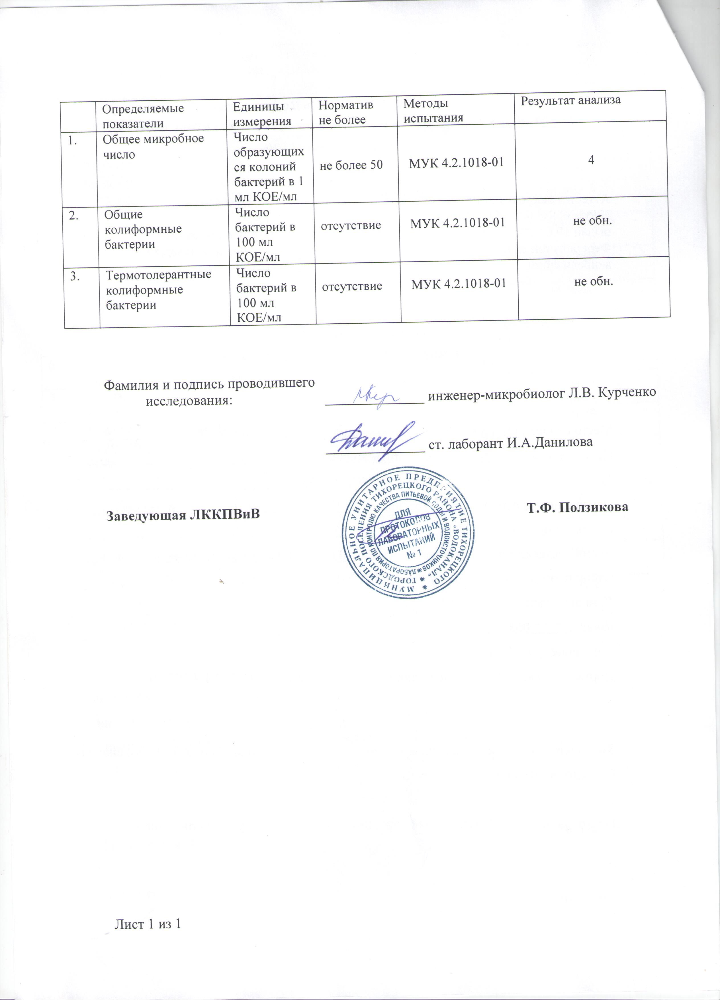 Определяемые показатели
Единицы измерения
Норматив не более
Методы испытания
Результат анализа
1.
Общее микробное число
Число
образующих
ся колоний
бактерий в 1
мл КОЕ/мл
не более 50
МУК 4.2.1018-01
4
2.
Общие
колиформные
бактерии
Число
бактерий в
100 мл
КОЕ/мл
отсутствие
МУК 4.2.1018-01
не обн.
3.
Термотолерантные
колиформные
бактерии
Число
бактерий в
100 мл
КОЕ/мл
отсутствие
МУК 4.2.1018-01
не обн.
Фамилия и подпись проводившего
исследования:
инженер-микробиолог Л.В. Курченко
ст. лаборант И.А.Данилова
Заведующая ЛККПВиВ
Т.Ф. Ползикова
МУНИЦИПАЛЬНОЕ УНИТАРНОЕ ПРЕДПРИЯТИЕ ТИХОРЕЦКОГО
ГОРОДСКОГО ПОСЕЛЕНИЯ ТИХОРЕЦКОГО РАЙОНА «ВОДОКАНАЛ»
ЛАБОРАТОРИЯ ПО КОНТРОЛЮ КАЧЕСТВА ПИТЬЕВОЙ ВОДЫ И ВОДОИСТОЧНИКОВ
ДЛЯ
ПРОТОКОЛОВ
ЛАБОРАТОРНЫХ
ИСПЫТАНИЙ
№ 1
Лист 1 из 1